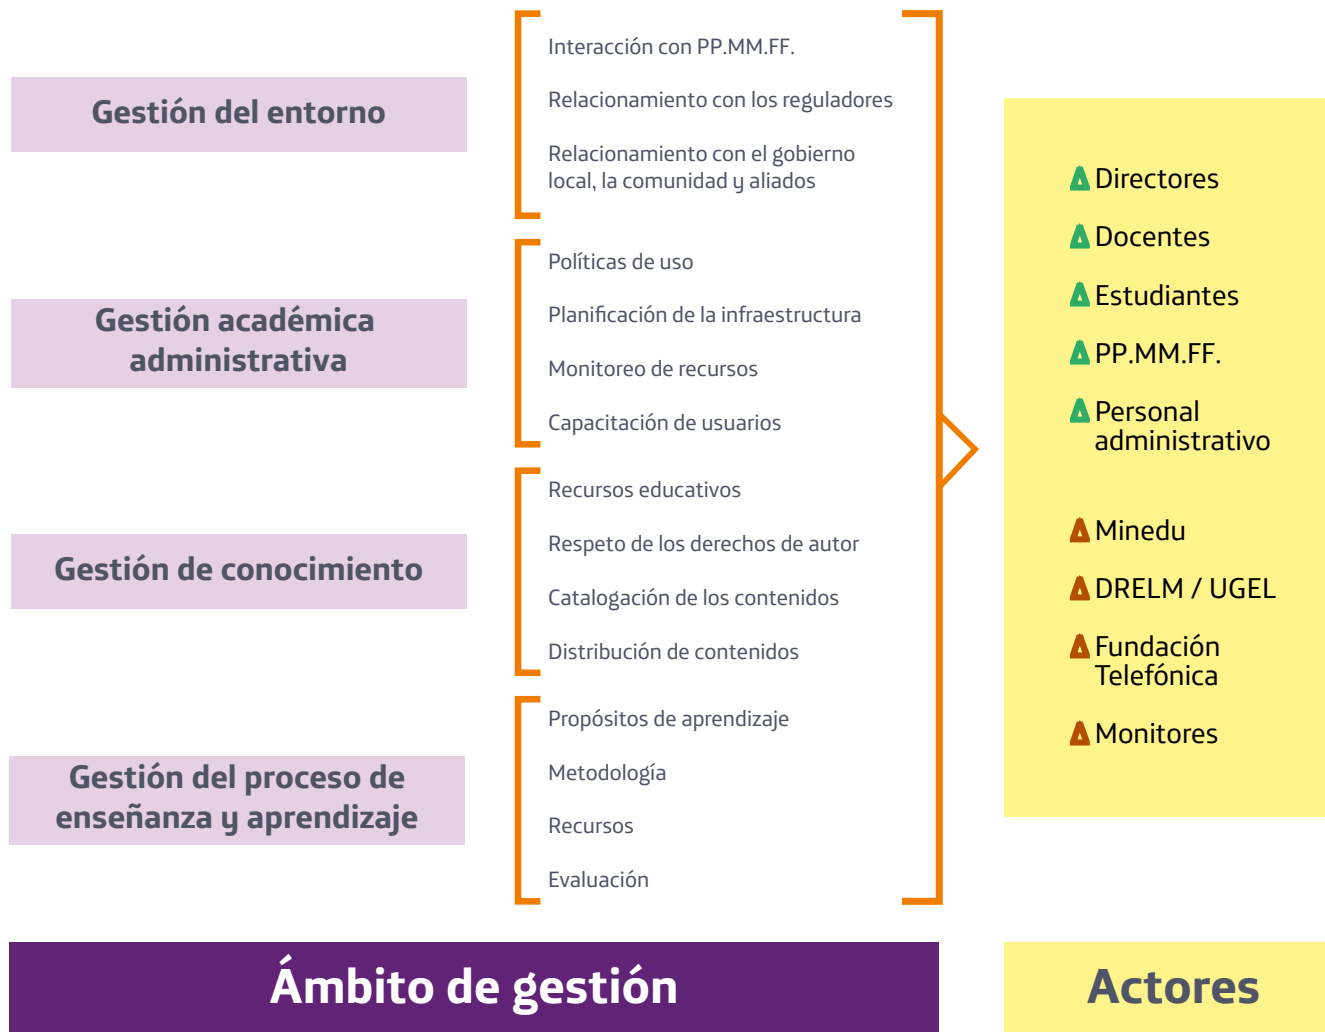 Gestión del entorno
Interacción con PP.MM.FF.
Relacionamiento con los reguladores
Relacionamiento con el gobierno
local, la comunidad y aliados
Gestión académica
administrativa
Políticas de uso
Planificación de la infraestructura
Monitoreo de recursos
Capacitación de usuarios
Gestión de conocimiento
Recursos educativos
Respeto de los derechos de autor
Catalogación de los contenidos
Distribución de contenidos
Gestión del proceso de
enseñanza y aprendizaje
Propósitos de aprendizaje
Metodología
Recursos
Evaluación
Directores
Docentes
Estudiantes
PP.MM.FF.
Personal
administrativo
Minedu
DRELM / UGEL
Fundación
Telefónica
Monitores
Ámbito de gestión
Actores